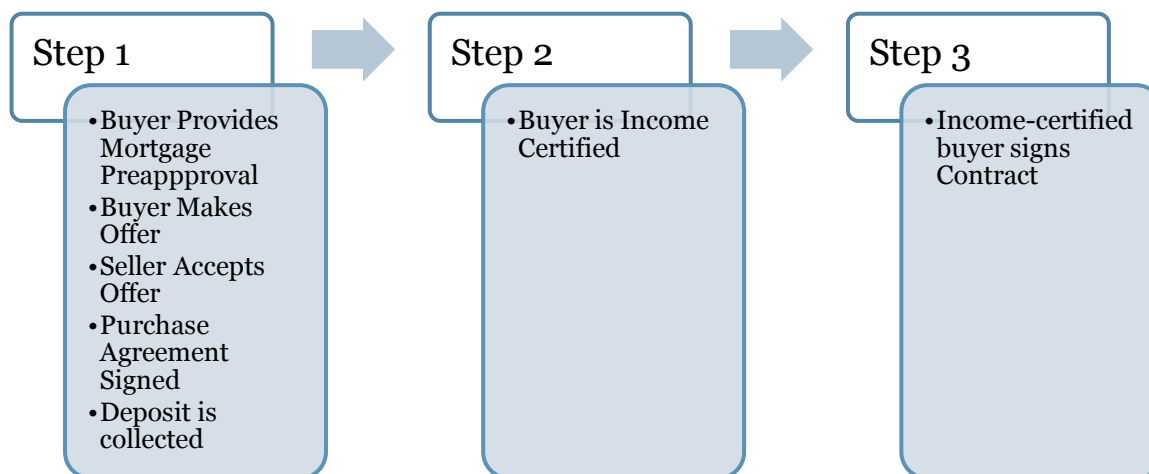 Step 1
•Buyer Provides
Mortgage
Preappproval
•Buyer Makes
Offer
•Seller Accepts
Offer
•Purchase
Agreement
Signed
•Deposit is
collected
Step 2
•Buyer is Income
Certified
Step 3
•Income-certified
buyer signs
Contract